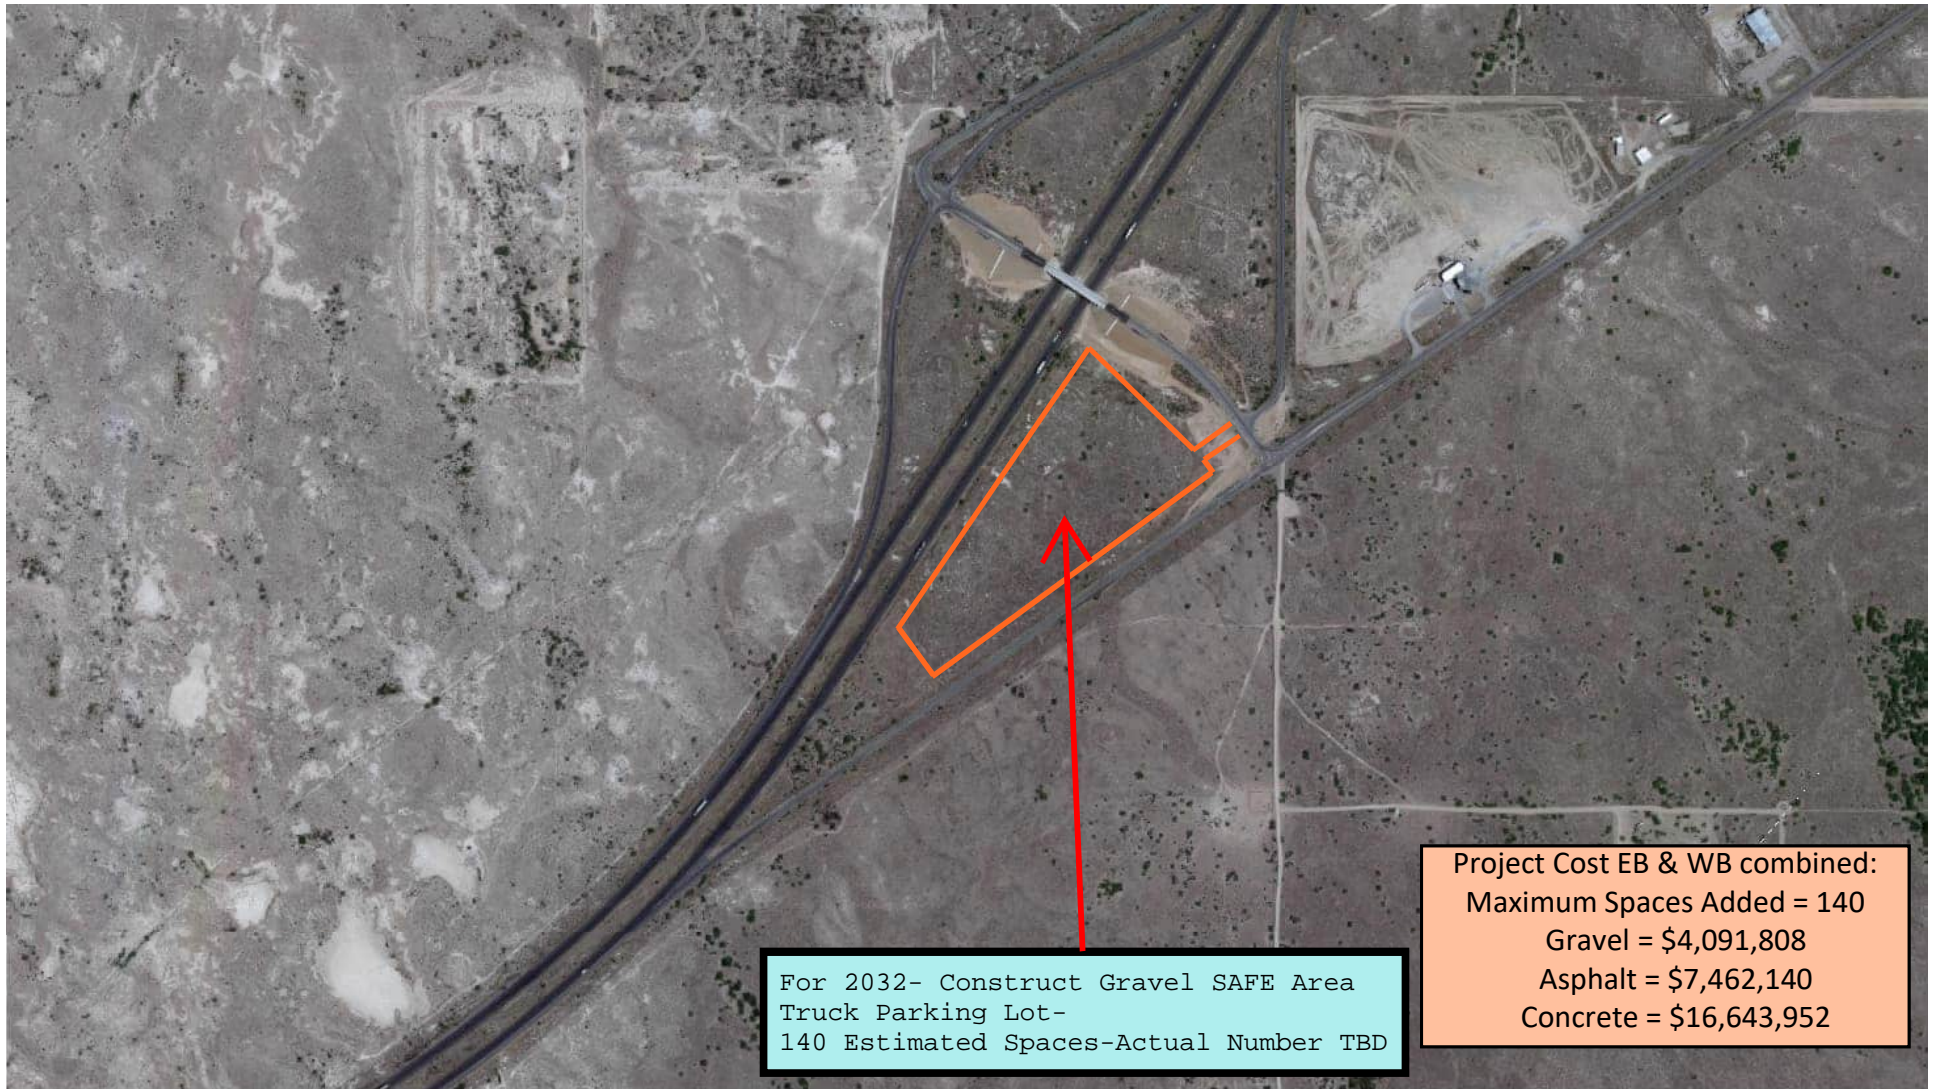 For 2032- Construct Gravel SAFE Area
Truck Parking Lot-
140 Estimated Spaces-Actual Number TBD
Project Cost EB & WB combined:
Maximum Spaces Added = 140
Gravel = $4,091,808
Asphalt = $7,462,140
Concrete = $16,643,952